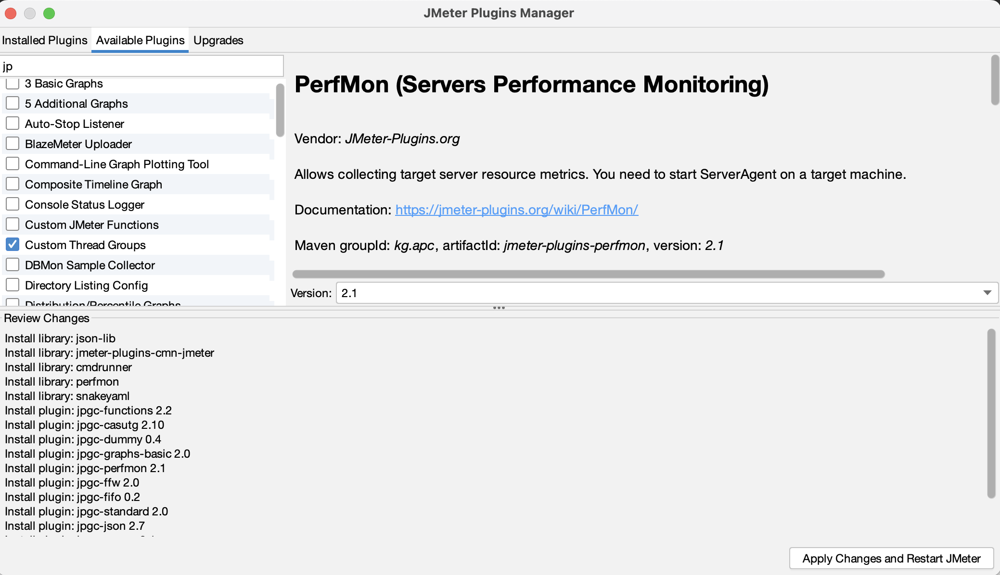 JMeter Plugins Manager
Installed Plugins Available Plugins Upgrades
jp
3 Basic Graphs
5 Additional Graphs
Auto-Stop Listener
BlazeMeter Uploader
Command-Line Graph Plotting Tool
Composite Timeline Graph
Console Status Logger
Custom JMeter Functions
Custom Thread Groups
DBMon Sample Collector
Directory Listing Config
Distribution/Percentile Graphs
PerfMon (Servers Performance Monitoring)
Vendor: JMeter-Plugins.org
Allows collecting target server resource metrics. You need to start ServerAgent on a target machine.
Documentation: https://jmeter-plugins.org/wiki/PerfMon/
Maven groupId: kg.apc, artifactId: jmeter-plugins-perfmon, version: 2.1
Version: 2.1
Review Changes
Install library: json-lib
Install library: jmeter-plugins-cmn-jmeter
Install library: cmdrunner
Install library: perfmon
Install library: snakeyaml
Install plugin: jpgc-functions 2.2
Install plugin: jpgc-casutg 2.10
Install plugin: jpgc-dummy 0.4
Install plugin: jpgc-graphs-basic 2.0
Install plugin: jpgc-perfmon 2.1
Install plugin: jpgc-ffw 2.0
Install plugin: jpgc-fifo 0.2
Install plugin: jpgc-standard 2.0
Install plugin: jpgc-json 2.7
Apply Changes and Restart JMeter